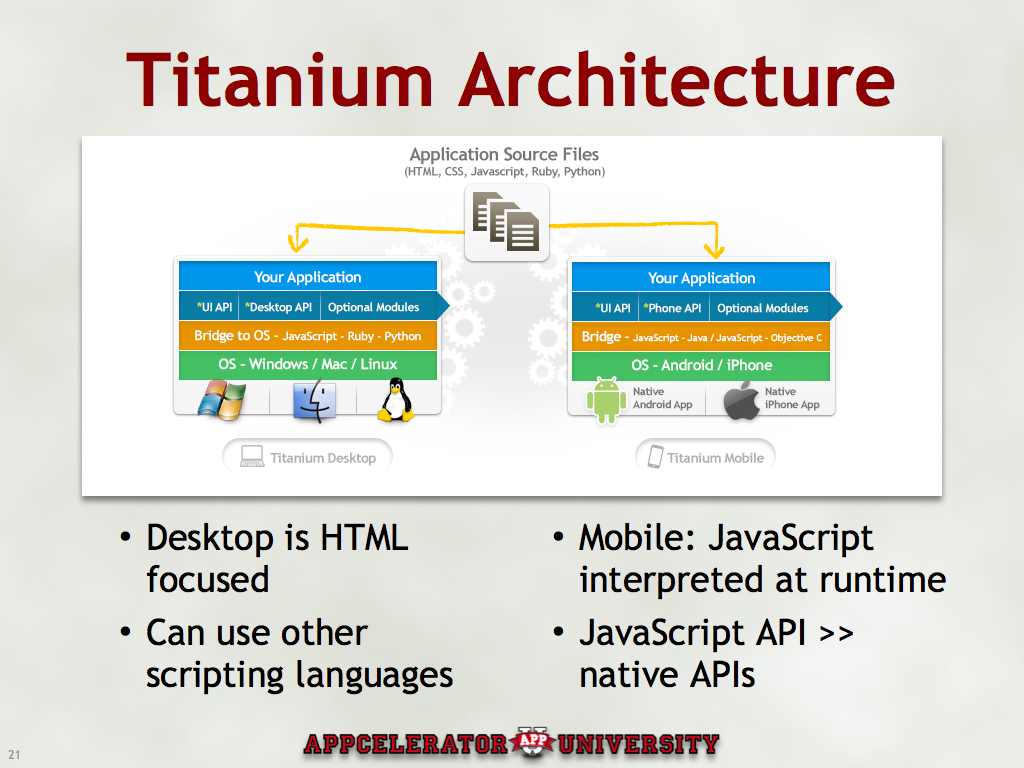 Titanium Architecture
Application Source Files
(HTML, CSS, Javascript, Ruby, Python)
Your Application
*UI API *Desktop API Optional Modules
Bridge to OS - JavaScript - Ruby - Python
OS - Windows / Mac / Linux
Titanium Desktop
Your Application
*UI API *Phone API Optional Modules
Bridge - JavaScript - Java / JavaScript - Objective C
OS - Android / iPhone
Native
Android App
Native
iPhone App
Titanium Mobile
• Desktop is HTML
focused
• Can use other
scripting languages
• Mobile: JavaScript
interpreted at runtime
• JavaScript API >>
native APIs
21
APPCELERATOR U APP UNIVERSITY